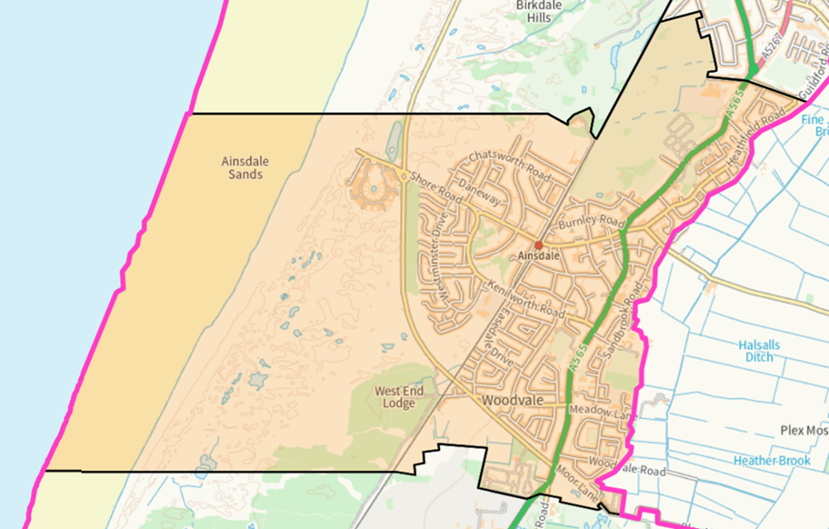 Birkdale
Hills
A5267
Guildford R
A565
Heathfield Road
Fine
Bri
Ainsdale
Sands
Chatsworth Road
Shore Road
Daneway
Burnley Road
Westminster Drive
Ainsdale
Kenilworth Road
Easedale
Drive
Sandbrook Road
A565
Halsalls
Ditch
West End
Lodge
Woodvale
Meadow Lane
Plex Mos
Woodvale Road
Heather Brook
Moor Lane
Road